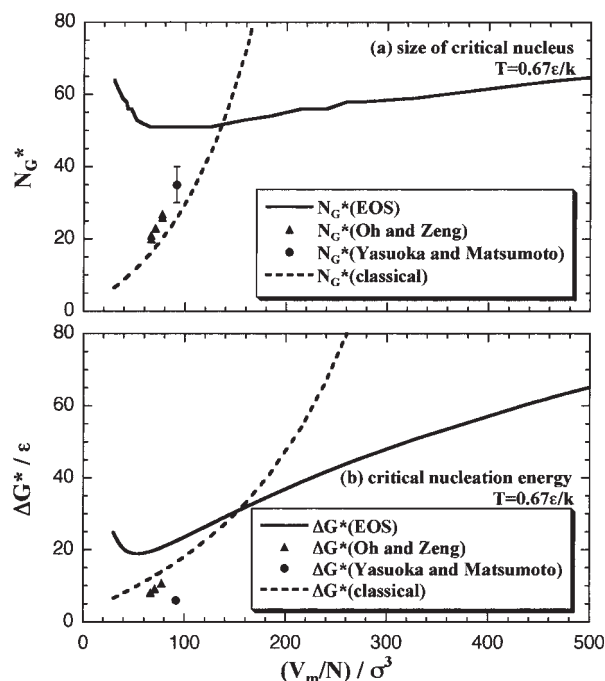 80
(a) size of critical nucleus
T=0.67ε/k
60
N_G*
40
20
0
N_G*(EOS)
N_G*(Oh and Zeng)
N_G*(Yasuoka and Matsumoto)
N_G*(classical)
80
60
ΔG* / ε
40
20
0
(b) critical nucleation energy
T=0.67ε/k
ΔG*(EOS)
ΔG*(Oh and Zeng)
ΔG*(Yasuoka and Matsumoto)
ΔG*(classical)
0 100 200 300 400 500
(V_m/N) / σ³